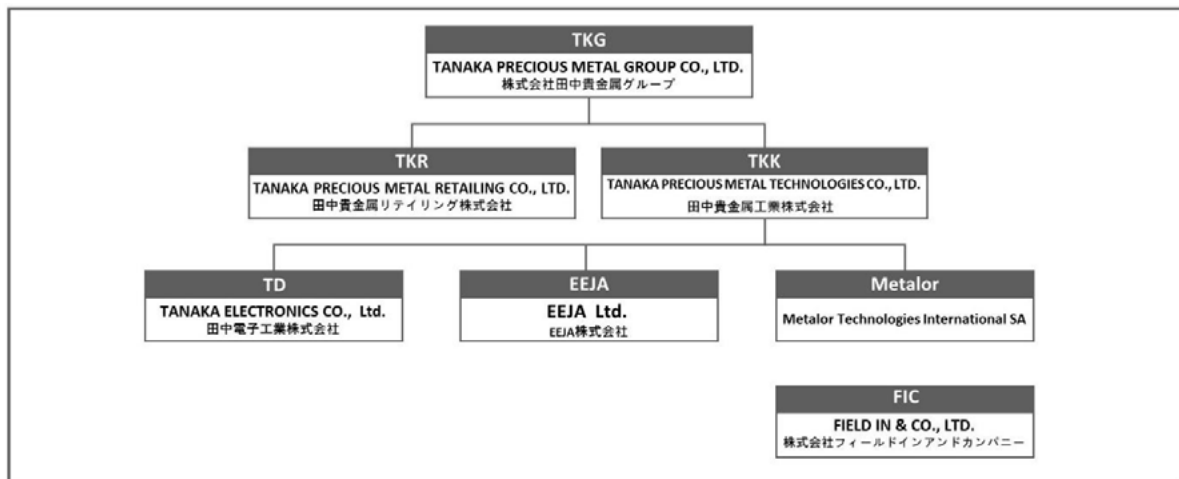 TKG
TANAKA PRECIOUS METAL GROUP CO., LTD.
株式会社田中貴金属グループ
TKR
TANAKA PRECIOUS METAL RETAILING CO., LTD.
田中貴金属リテイリング株式会社
TKK
TANAKA PRECIOUS METAL TECHNOLOGIES CO., LTD.
田中貴金属工業株式会社
TD
TANAKA ELECTRONICS CO., Ltd.
田中電子工業株式会社
EEJA
EEJA Ltd.
EEJA株式会社
Metalor
Metalor Technologies International SA
FIC
FIELD IN & CO., LTD.
株式会社フィールドインアンドカンパニー